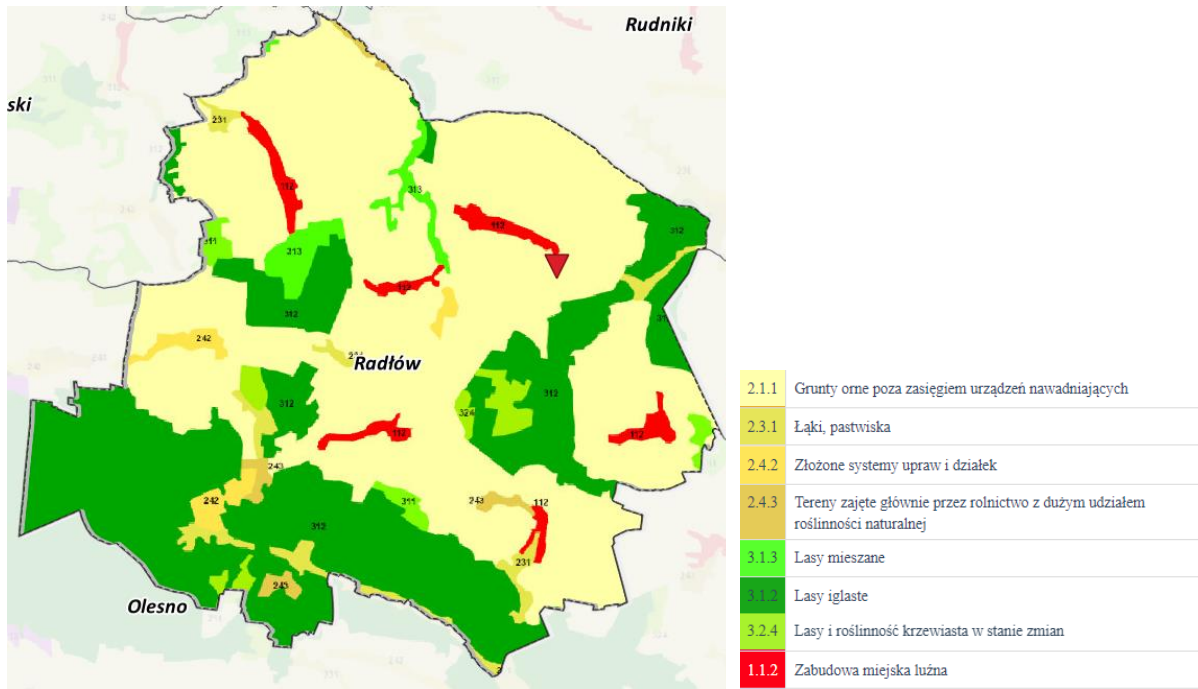 Rudniki
ski
231
112
313
311
313
112
312
112
312
31
242
Radłów
312
312
324
112
112
243
242
311
243
112
312
231
243
Olesno
2.1.1 Grunty orne poza zasięgiem urządzeń nawadniających
2.3.1 Łąki, pastwiska
2.4.2 Złożone systemy upraw i działek
2.4.3 Tereny zajęte głównie przez rolnictwo z dużym udziałem
roślinności naturalnej
3.1.3 Lasy mieszane
3.1.2 Lasy iglaste
3.2.4 Lasy i roślinność krzewiasta w stanie zmian
1.1.2 Zabudowa miejska luźna